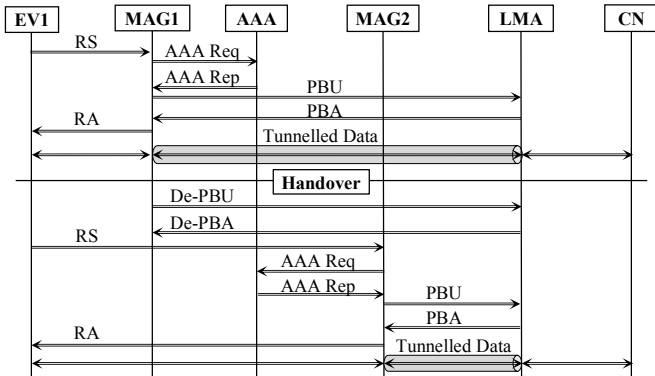 EV1 MAG1 AAA MAG2 LMA CN
RS
AAA Req
AAA Rep
PBU
PBA
RA
Tunnelled Data
Handover
De-PBU
De-PBA
RS
AAA Req
AAA Rep
PBU
PBA
RA
Tunnelled Data